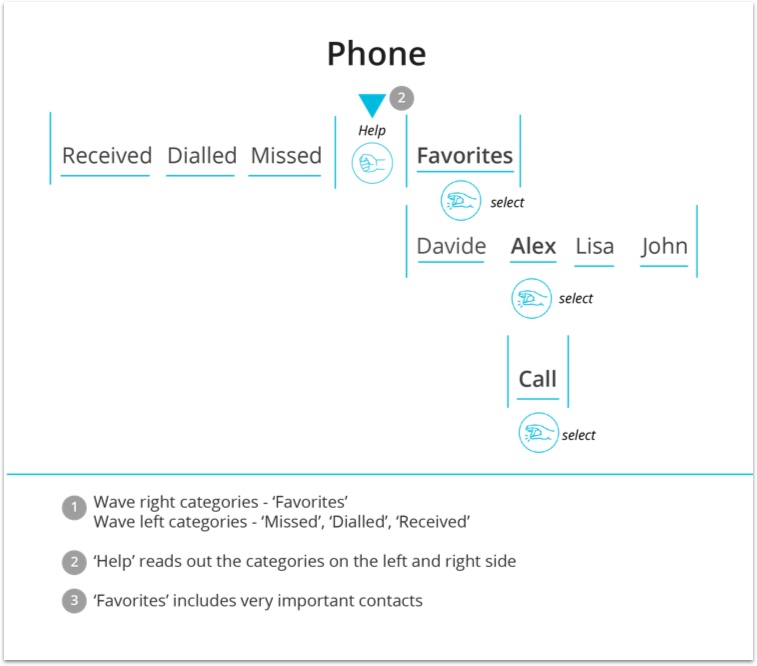 Phone
2
Help
Received Dialled Missed Favorites
select
Davide Alex Lisa John
select
Call
select
1 Wave right categories - ‘Favorites’
Wave left categories - ‘Missed’, ‘Dialled’, ‘Received’
2 ‘Help’ reads out the categories on the left and right side
3 ‘Favorites’ includes very important contacts